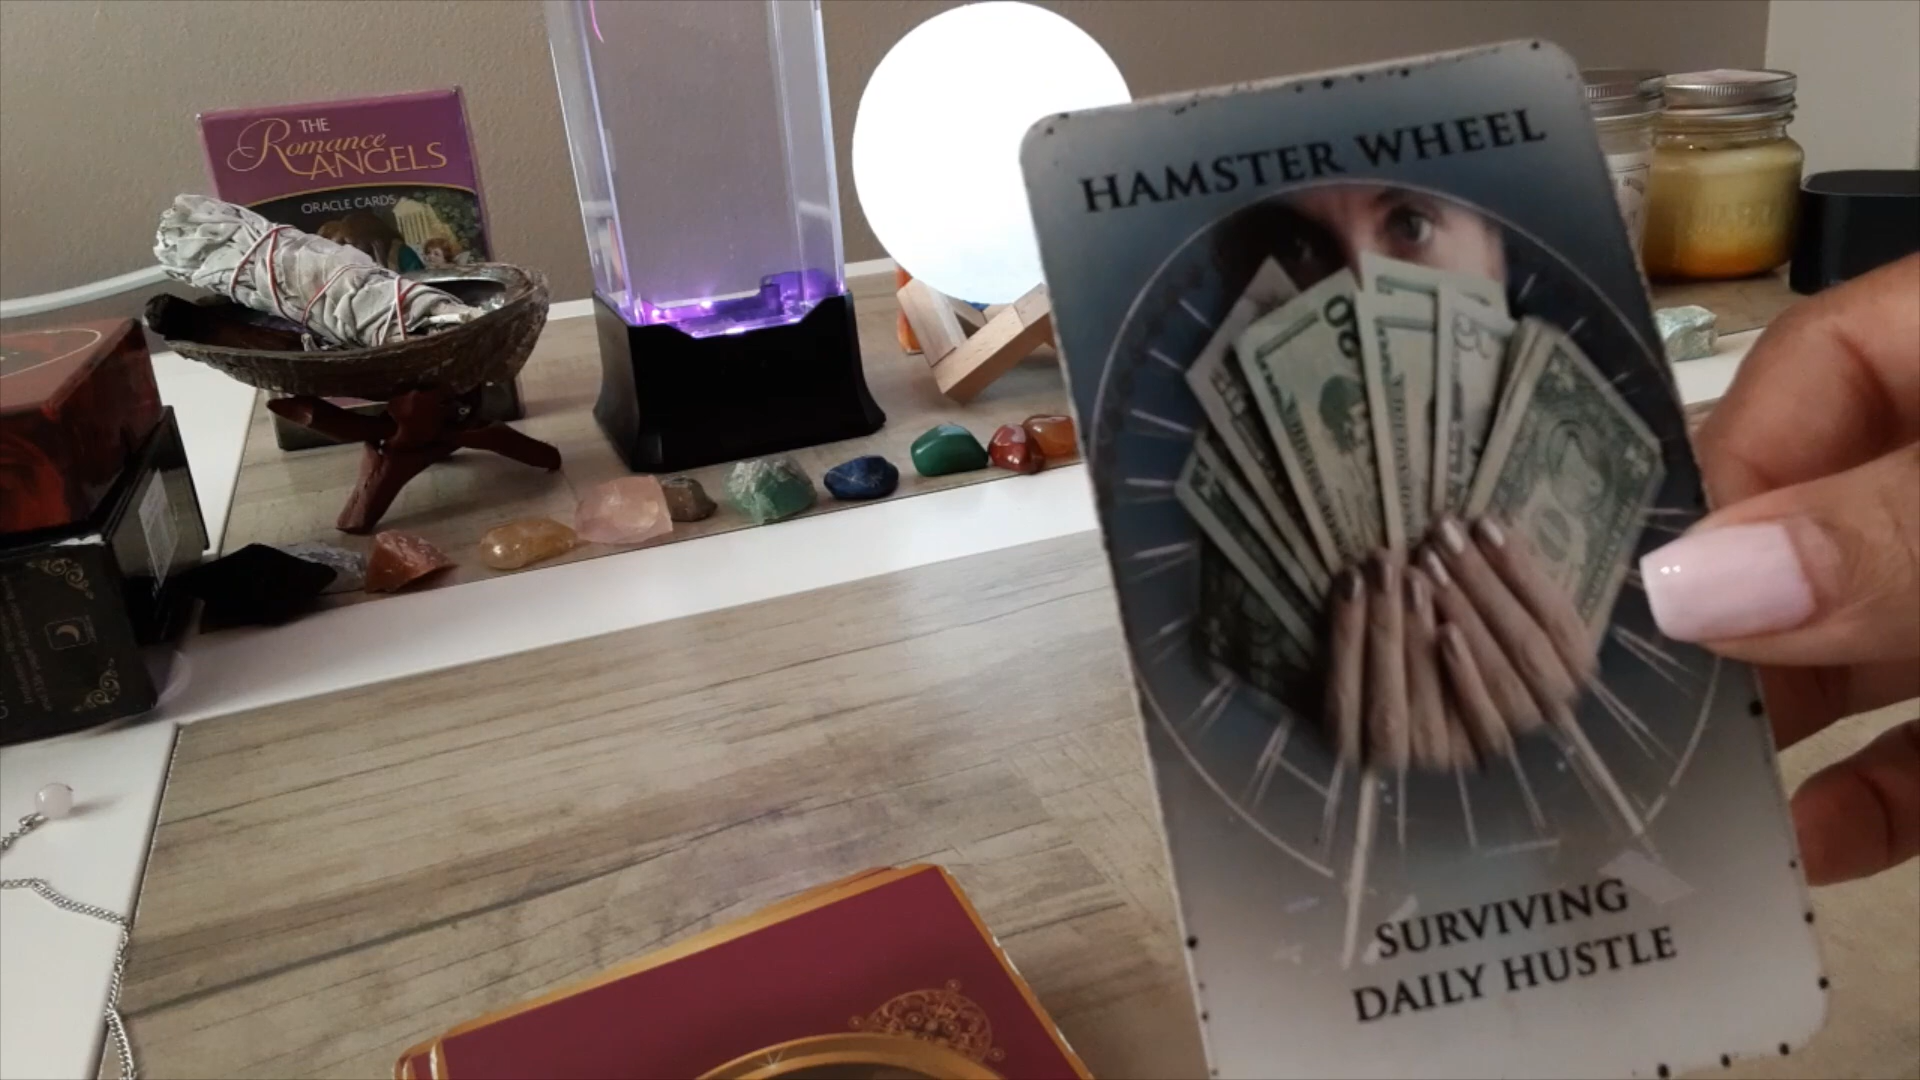 THE
Romance
ANGELS
ORACLE CARDS
HAMSTER WHEEL
SURVIVING
DAILY HUSTLE